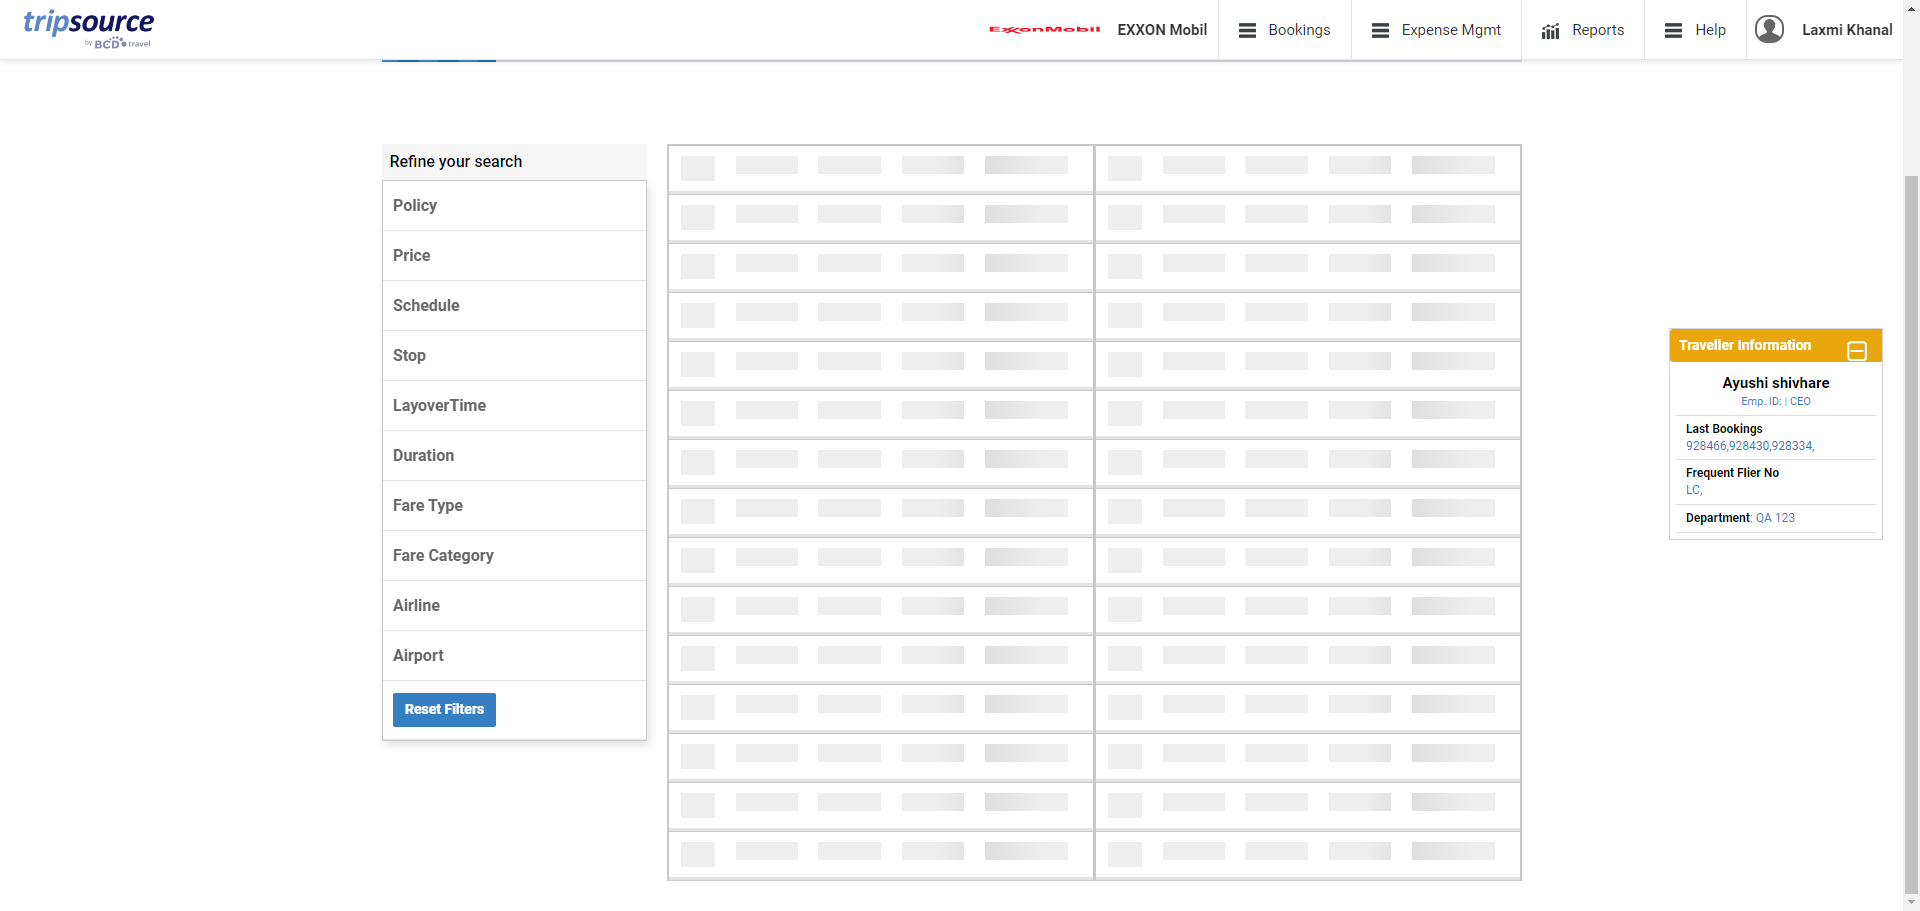 tripsource
by BCD travel
ExxonMobil
EXXON Mobil
Bookings
Expense Mgmt
Reports
Help
Laxmi Khanal
Refine your search
Policy
Price
Schedule
Stop
LayoverTime
Duration
Fare Type
Fare Category
Airline
Airport
Reset Filters
Traveller Information
Ayushi shivhare
Emp. ID: | CEO
Last Bookings
928466,928430,928334,
Frequent Flier No
LC,
Department: QA 123